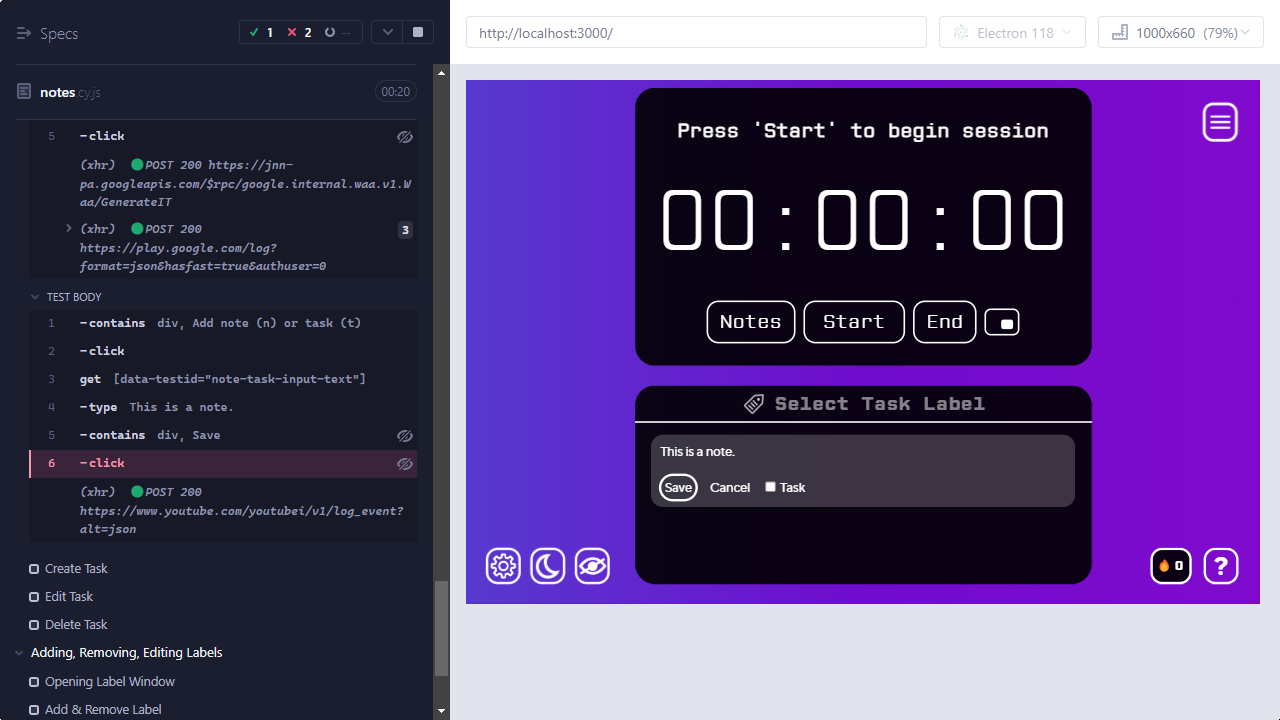 Specs
1 2 --
notes.cy.js 00:20
5 -click
(xhr) POST 200 https://jnn-
pa.googleapis.com/$rpc/google.internal.waa.v1.W
aa/GenerateIT
(xhr) POST 200 3
https://play.google.com/log?
format=json&hasfast=true&authuser=0
TEST BODY
1 -contains div, Add note (n) or task (t)
2 -click
3 get [data-testid="note-task-input-text"]
4 -type This is a note.
5 -contains div, Save
6 -click
(xhr) POST 200
https://www.youtube.com/youtubei/v1/log_event?
alt=json
Create Task
Edit Task
Delete Task
Adding, Removing, Editing Labels
Opening Label Window
Add & Remove Label
http://localhost:3000/
Electron 118
1000x660 (79%)
Press 'Start' to begin session
00:00:00
Notes Start End
Select Task Label
This is a note.
Save Cancel Task
0 ?